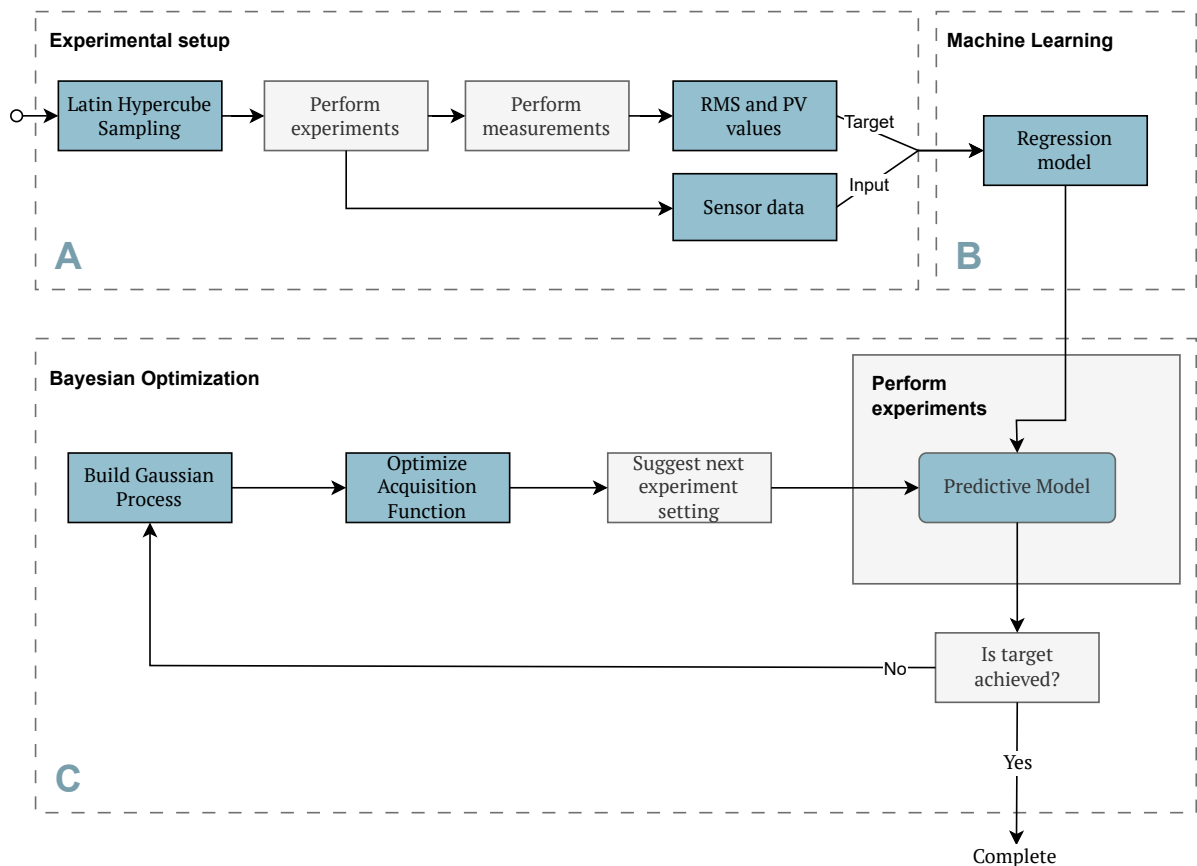 Experimental setup
Machine Learning
Latin Hypercube
Sampling
Perform
experiments
Perform
measurements
RMS and PV
values
Target
Input
Sensor data
Regression
model
A
B
Bayesian Optimization
Perform
experiments
Build Gaussian
Process
Optimize
Acquisition
Function
Suggest next
experiment
setting
Predictive Model
Is target
achieved?
No
Yes
C
Complete